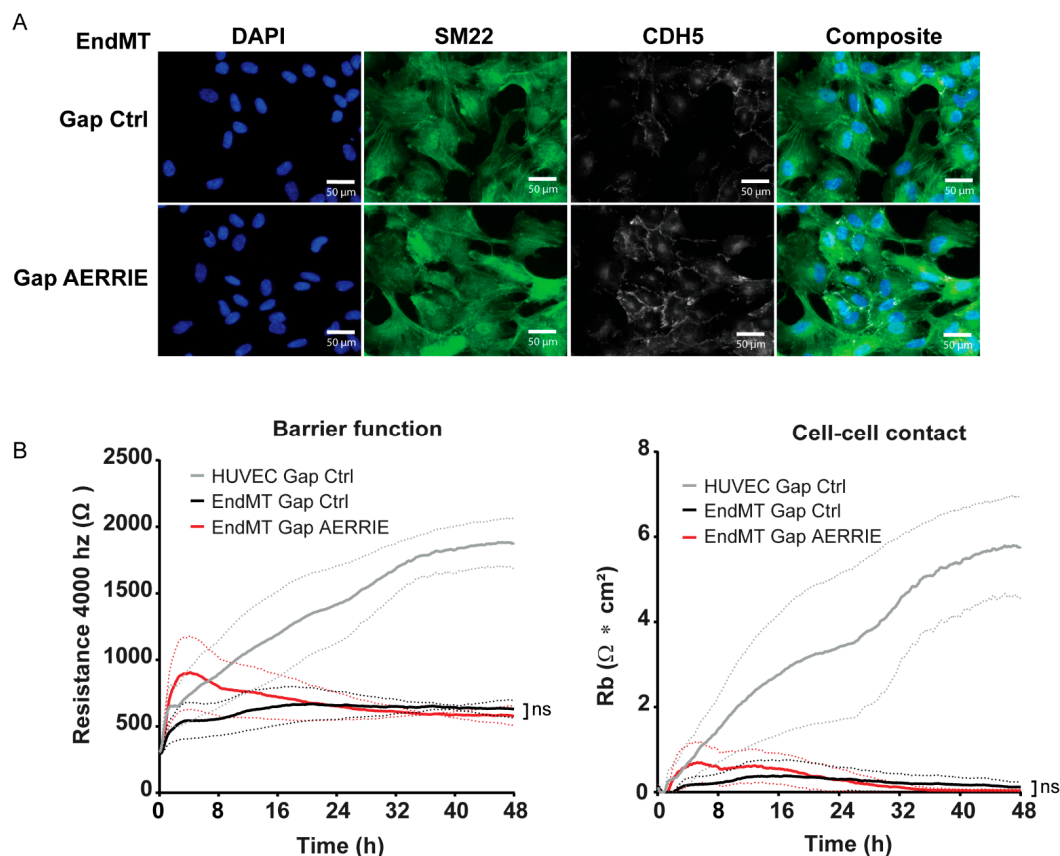 A
EndMT
DAPI
SM22
CDH5
Composite
Gap Ctrl
50 µm
50 µm
50 µm
50 µm
Gap AERRIE
50 µm
50 µm
50 µm
50 µm
B
Barrier function
Resistance 4000 hz (Ω)
2500
2000
1500
1000
500
0
HUVEC Gap Ctrl
EndMT Gap Ctrl
EndMT Gap AERRIE
ns
0 8 16 24 32 40 48
Time (h)
Cell-cell contact
Rb (Ω * cm²)
8
6
4
2
0
HUVEC Gap Ctrl
EndMT Gap Ctrl
EndMT Gap AERRIE
ns
0 8 16 24 32 40 48
Time (h)